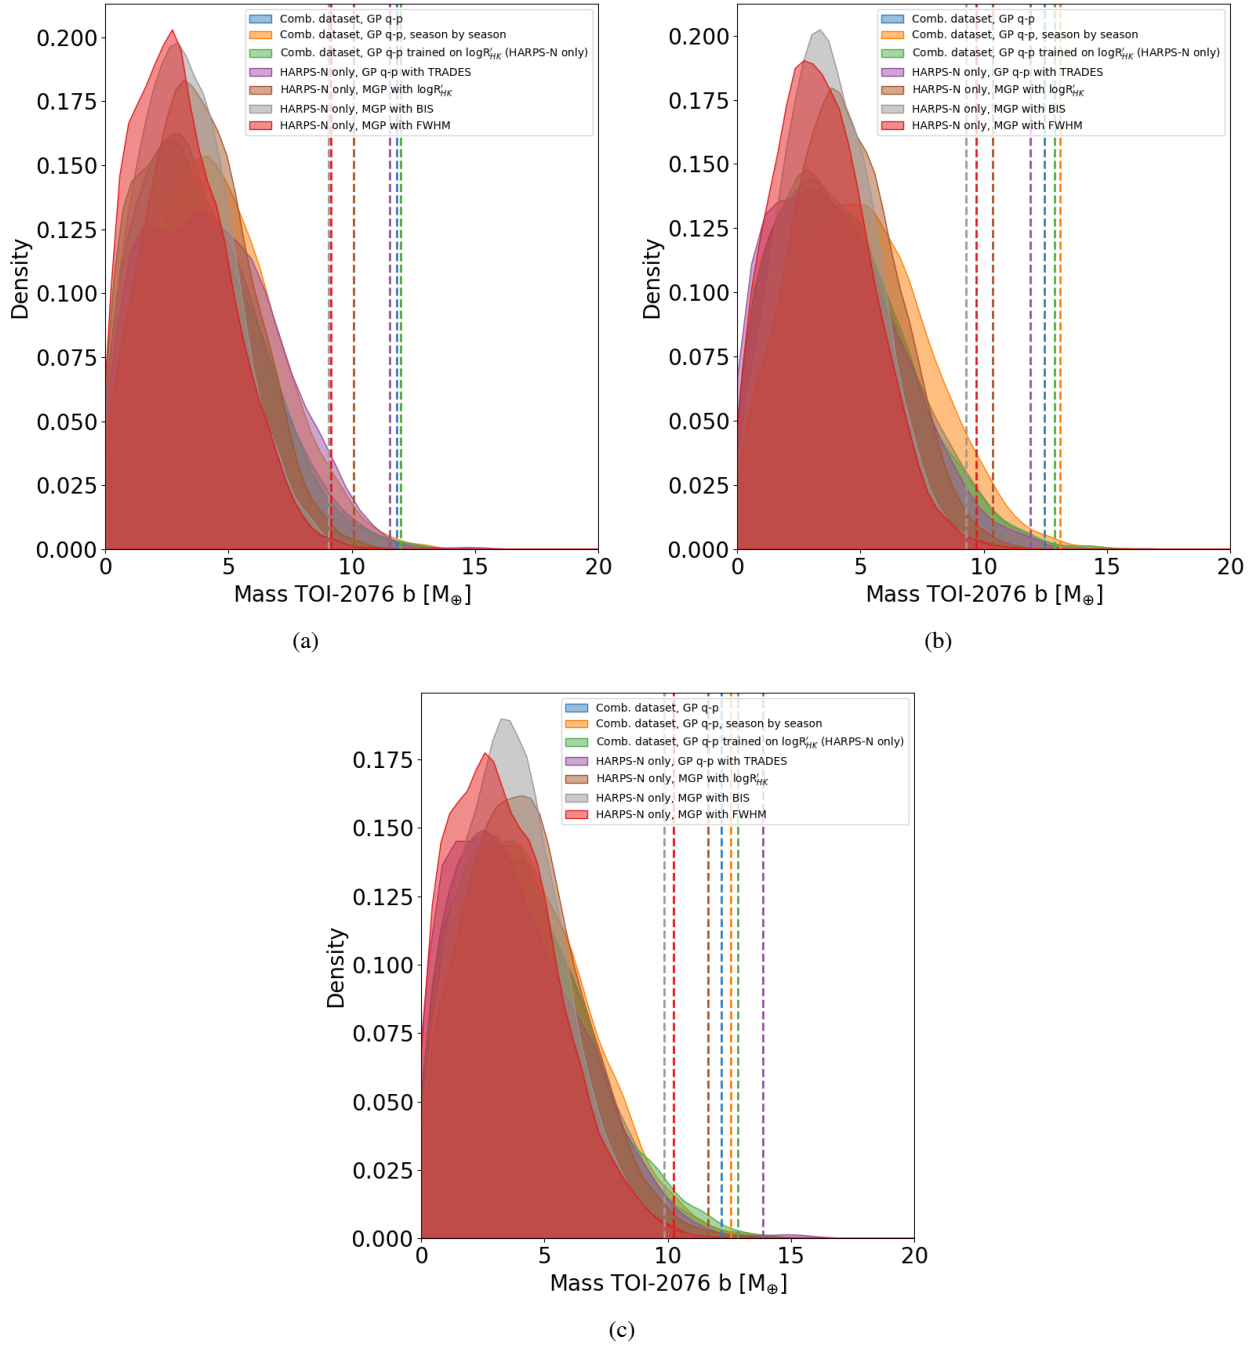 Comb. dataset, GP q-p
Comb. dataset, GP q-p, season by season
Comb. dataset, GP q-p trained on logR′HK (HARPS-N only)
HARPS-N only, GP q-p with TRADES
HARPS-N only, MGP with logR′HK
HARPS-N only, MGP with BIS
HARPS-N only, MGP with FWHM
0.200
0.175
0.150
0.125
0.100
0.075
0.050
0.025
0.000
Density
0 5 10 15 20
Mass TOI-2076 b [M⊕]
(a)
Comb. dataset, GP q-p
Comb. dataset, GP q-p, season by season
Comb. dataset, GP q-p trained on logR′HK (HARPS-N only)
HARPS-N only, GP q-p with TRADES
HARPS-N only, MGP with logR′HK
HARPS-N only, MGP with BIS
HARPS-N only, MGP with FWHM
0.200
0.175
0.150
0.125
0.100
0.075
0.050
0.025
0.000
Density
0 5 10 15 20
Mass TOI-2076 b [M⊕]
(b)
Comb. dataset, GP q-p
Comb. dataset, GP q-p, season by season
Comb. dataset, GP q-p trained on logR′HK (HARPS-N only)
HARPS-N only, GP q-p with TRADES
HARPS-N only, MGP with logR′HK
HARPS-N only, MGP with BIS
HARPS-N only, MGP with FWHM
0.175
0.150
0.125
0.100
0.075
0.050
0.025
0.000
Density
0 5 10 15 20
Mass TOI-2076 b [M⊕]
(c)